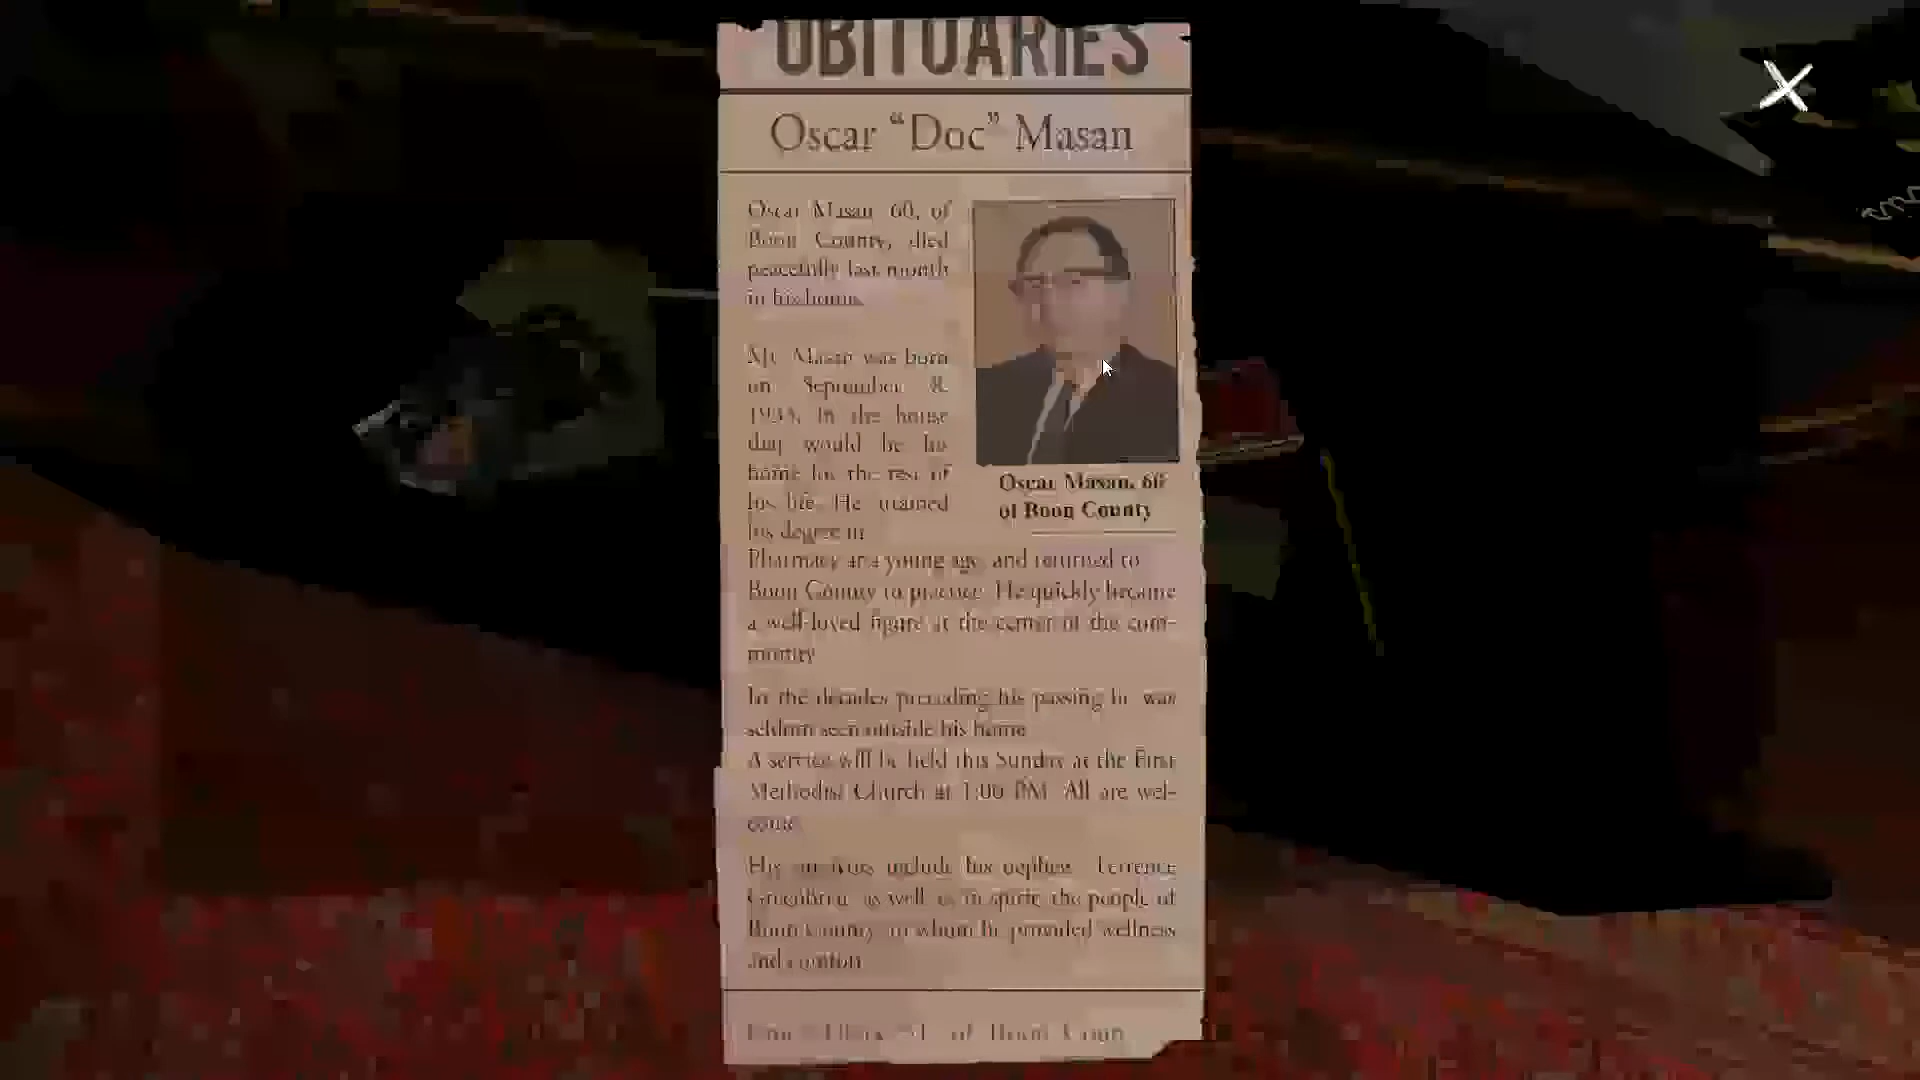 OBITUARIES
Oscar “Doc” Masan
Oscar Masan, 60, of
Boon County, died
peacefully last month
in his home.
Mr. Masan was born
on September 8,
in the house
that would be his
home for the rest of
his life. He
his degree in
Oscar Masan, 60
of Boon County
Pharmacy at a young age, and returned to
Boon County to practice. He quickly became
a well-loved figure at the center of the com-
munity.
In the decades preceding his passing he was
seldom seen outside his home.
A service will be held this Sunday at the First
Methodist Church at 1:00 PM. All are wel-
come.
His survivors include his nephew, Terrence
as well as in spirit, the people of
Boon County, to whom he provided wellness
and comfort.
of Boon Coun